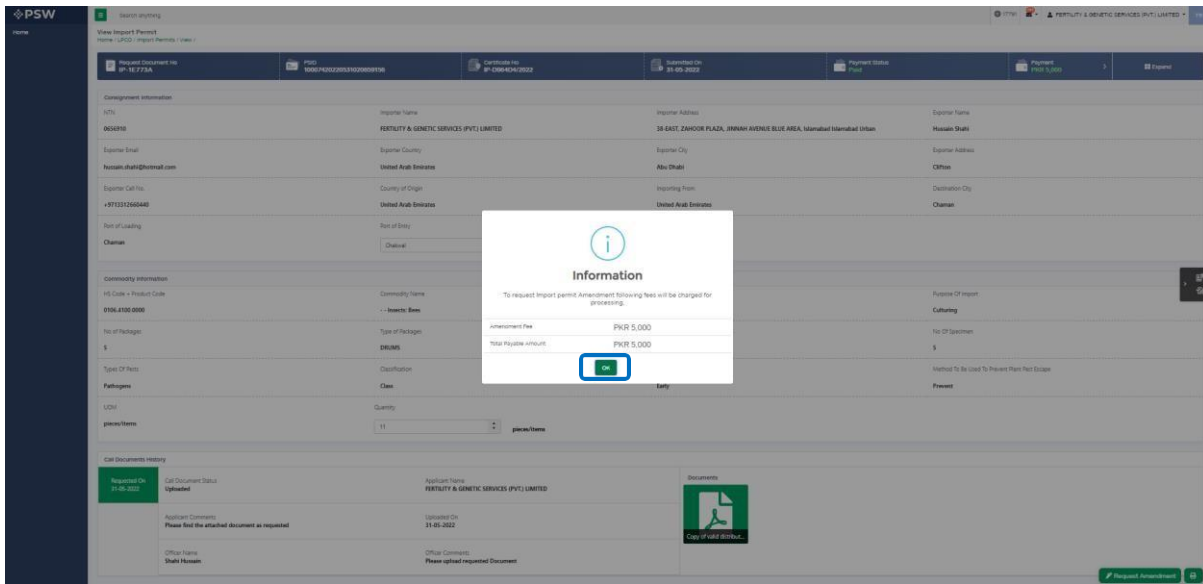 PSW
Search anything
FERTILITY & GENETIC SERVICES (PVT.) LIMITED
Home
View Import Permit
Home / LPCO / Import Permits / View /
Request Document No
IP-1E773A
PSID
Certificate No
IP-D984D4/2022
Submitted On
31-05-2022
Payment Status
Paid
Payment
PKR 5,000
Expand
Consignment Information
NTN
Importer Name
Importer Address
Exporter Name
0656910
FERTILITY & GENETIC SERVICES (PVT.) LIMITED
38-EAST, ZAHOOR PLAZA, JINNAH AVENUE BLUE AREA, Islamabad Islamabad Urban
Hussain Shahi
Exporter Email
Exporter Country
Exporter City
Exporter Address
hussain.shahi@hotmail.com
United Arab Emirates
Abu Dhabi
Clifton
Exporter Cell No.
Country of Origin
Importing From
Destination City
+9713312660440
United Arab Emirates
United Arab Emirates
Chaman
Port of Loading
Port of Entry
Chaman
Chakwal
Information
To request Import permit Amendment following fees will be charged for
processing.
Amendment Fee PKR 5,000
Total Payable Amount PKR 5,000
OK
Commodity Information
HS Code + Product Code
Commodity Name
Purpose Of Import
0106.4100.0000
- - Insects: Bees
Culturing
No of Packages
Type of Packages
No Of Specimen
5
DRUMS
5
Types Of Pests
Classification
Method To Be Used To Prevent Plant Pest Escape
Pathogens
Class
Early
Prevent
UOM
Quantity
pieces/items
11
pieces/items
Call Documents History
Requested On
31-05-2022
Call Document Status
Uploaded
Applicant Name
FERTILITY & GENETIC SERVICES (PVT.) LIMITED
Documents
Copy of valid distribut...
Applicant Comments
Please find the attached document as requested
Uploaded On
31-05-2022
Officer Name
Shahi Hussain
Officer Comments
Please upload requested Document
Request Amendment